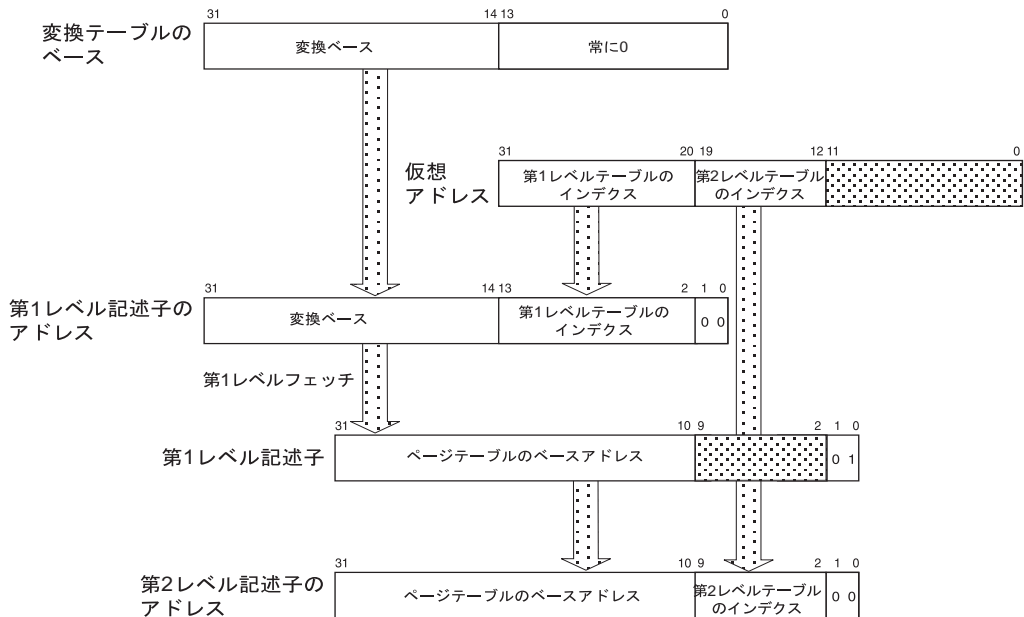 31 14 13 0
変換テーブルの
ベース
変換ベース 常に0
31 20 19 12 11 0
仮想
アドレス
第1レベルテーブルの
インデクス
第2レベルテーブル
のインデクス
31 14 13 2 1 0
第1レベル記述子の
アドレス
変換ベース
第1レベルテーブルの
インデクス
0 0
第1レベルフェッチ
31 10 9 2 1 0
第1レベル記述子
ページテーブルのベースアドレス
0 1
31 10 9 2 1 0
第2レベル記述子の
アドレス
ページテーブルのベースアドレス
第2レベルテーブル
のインデクス
0 0